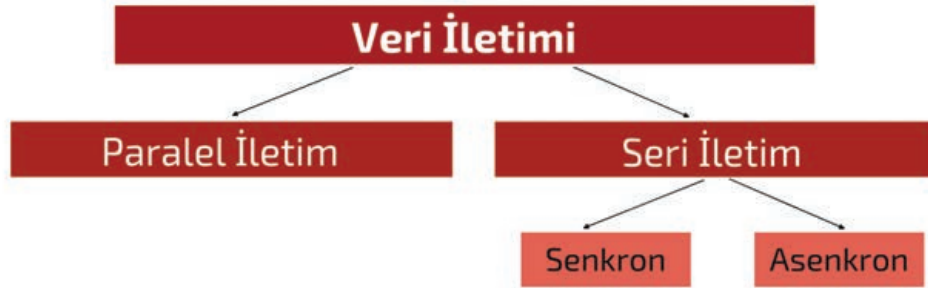 Veri İletimi
Paralel İletim
Seri İletim
Senkron
Asenkron